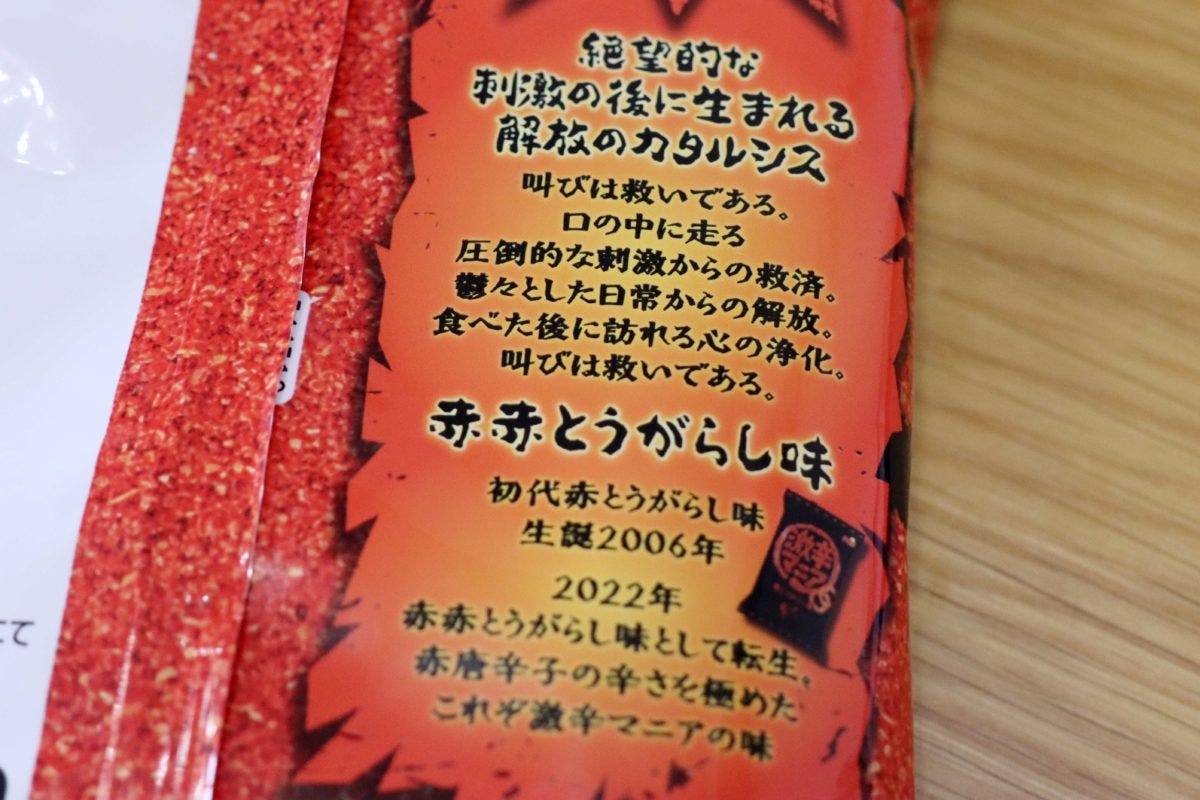 絶望的な
刺激の後に生まれる
解放のカタルシス
叫びは救いである。
口の中に走る
圧倒的な刺激からの救済。
鬱々とした日常からの解放。
食べた後に訪れる心の浄化。
叫びは救いである。
赤赤とうがらし味
初代赤とうがらし味
生誕2006年
激辛
マニア
2022年
赤赤とうがらし味として転生。
赤唐辛子の辛さを極めた
これぞ激辛マニアの味